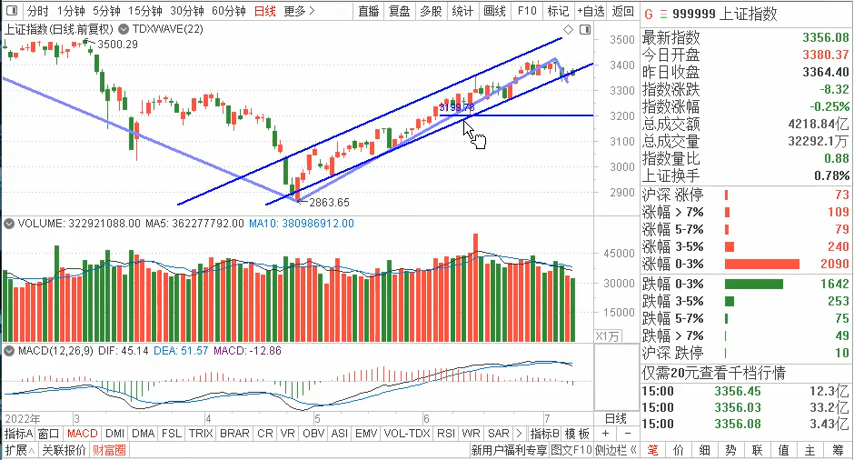 分时 1分钟 5分钟 15分钟 30分钟 60分钟 日线 更多 >
直播 复盘 多股 统计 画线 F10 标记 +自选 返回
G 三 999999 上证指数
上证指数(日线.前复权) TDXWAVE(22)
3500.29
3500
3400
3300
3200
3100
3000
2900
2863.65
最新指数 3356.08
今日开盘 3380.37
昨日收盘 3364.40
指数涨跌 -8.32
指数涨幅 -0.25%
总成交额 4218.84亿
总成交量 32292.1万
指数量比 0.88
上证换手 0.78%
沪深 涨停 73
涨幅 > 7% 109
涨幅 5-7% 79
涨幅 3-5% 240
涨幅 0-3% 2090
跌幅 0-3% 1642
跌幅 3-5% 253
跌幅 5-7% 75
跌幅 > 7% 49
沪深 跌停 10
仅需20元查看千档行情
15:00 3356.45 12.3亿
15:00 3356.03 33.2亿
15:00 3356.08 3.43亿
VOLUME: 322921088.00 MA5: 362277792.00 MA10: 380986912.00
45000
30000
15000
X1万
MACD(12,26,9) DIF: 45.14 DEA: 51.57 MACD: -12.86
2022年 3 4 5 6 7 日线
指标A 窗口 MACD DMI DMA FSL TRIX BRAR CR VR OBV ASI EMV VOL-TDX RSI WR SAR > 指标B 模板 + -
扩展∧ 关联报价 财富圈 新用户福利专享 图文F10 侧边栏《
笔 价 细 势 联 值 主 筹